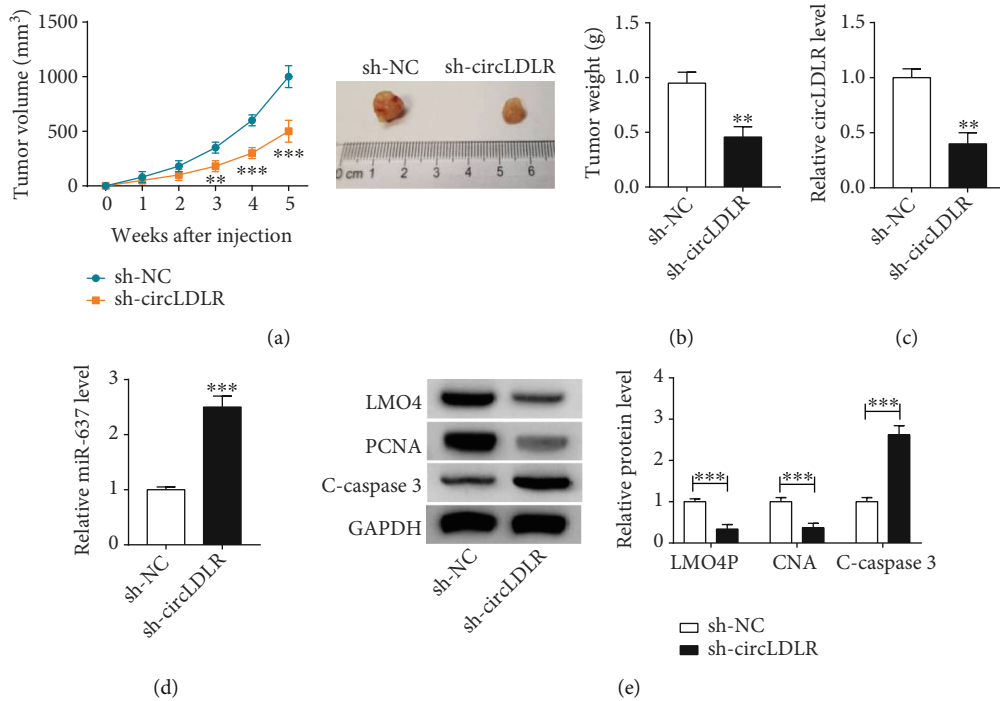 Tumor volume (mm³)
1500
1000
500
0
0 1 2 3 4 5
** *** ***
Weeks after injection
sh-NC
sh-circLDLR
sh-NC sh-circLDLR
0 cm 1 2 3 4 5 6
(a)
Tumor weight (g)
1.5
1.0
0.5
0.0
**
sh-NC
sh-circLDLR
(b)
Relative circLDLR level
1.5
1.0
0.5
0.0
**
sh-NC
sh-circLDLR
(c)
Relative miR-637 level
3
2
1
0
***
sh-NC
sh-circLDLR
(d)
LMO4
PCNA
C-caspase 3
GAPDH
sh-NC
sh-circLDLR
Relative protein level
4
3
2
1
0
*** *** ***
LMO4P CNA C-caspase 3
sh-NC
sh-circLDLR
(e)